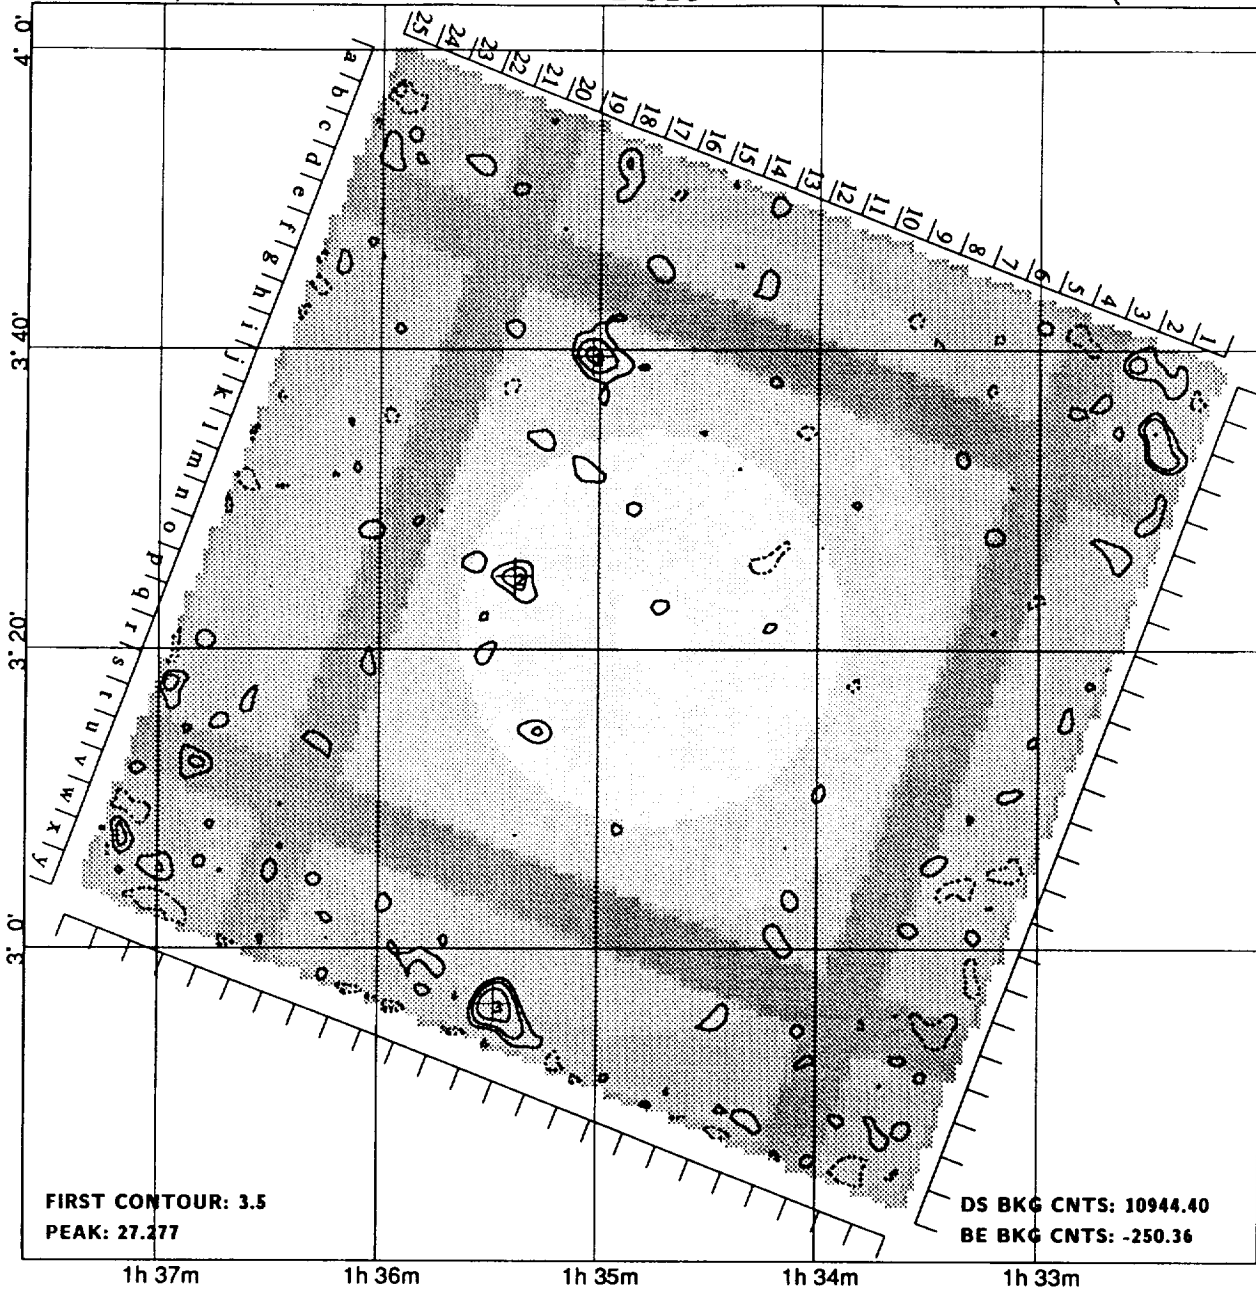 25 24 23 22 21 20 19 18 17 16 15 14 13 12 11 10 9 8 7 6 5 4 3 2 1
a b c d e f g h i j k l m n o p q r s t u v w x y
4° 0'
3° 40'
3° 20'
3° 0'
2
3
FIRST CONTOUR: 3.5
PEAK: 27.277
DS BKG CNTS: 10944.40
BE BKG CNTS: -250.36
1h 37m 1h 36m 1h 35m 1h 34m 1h 33m